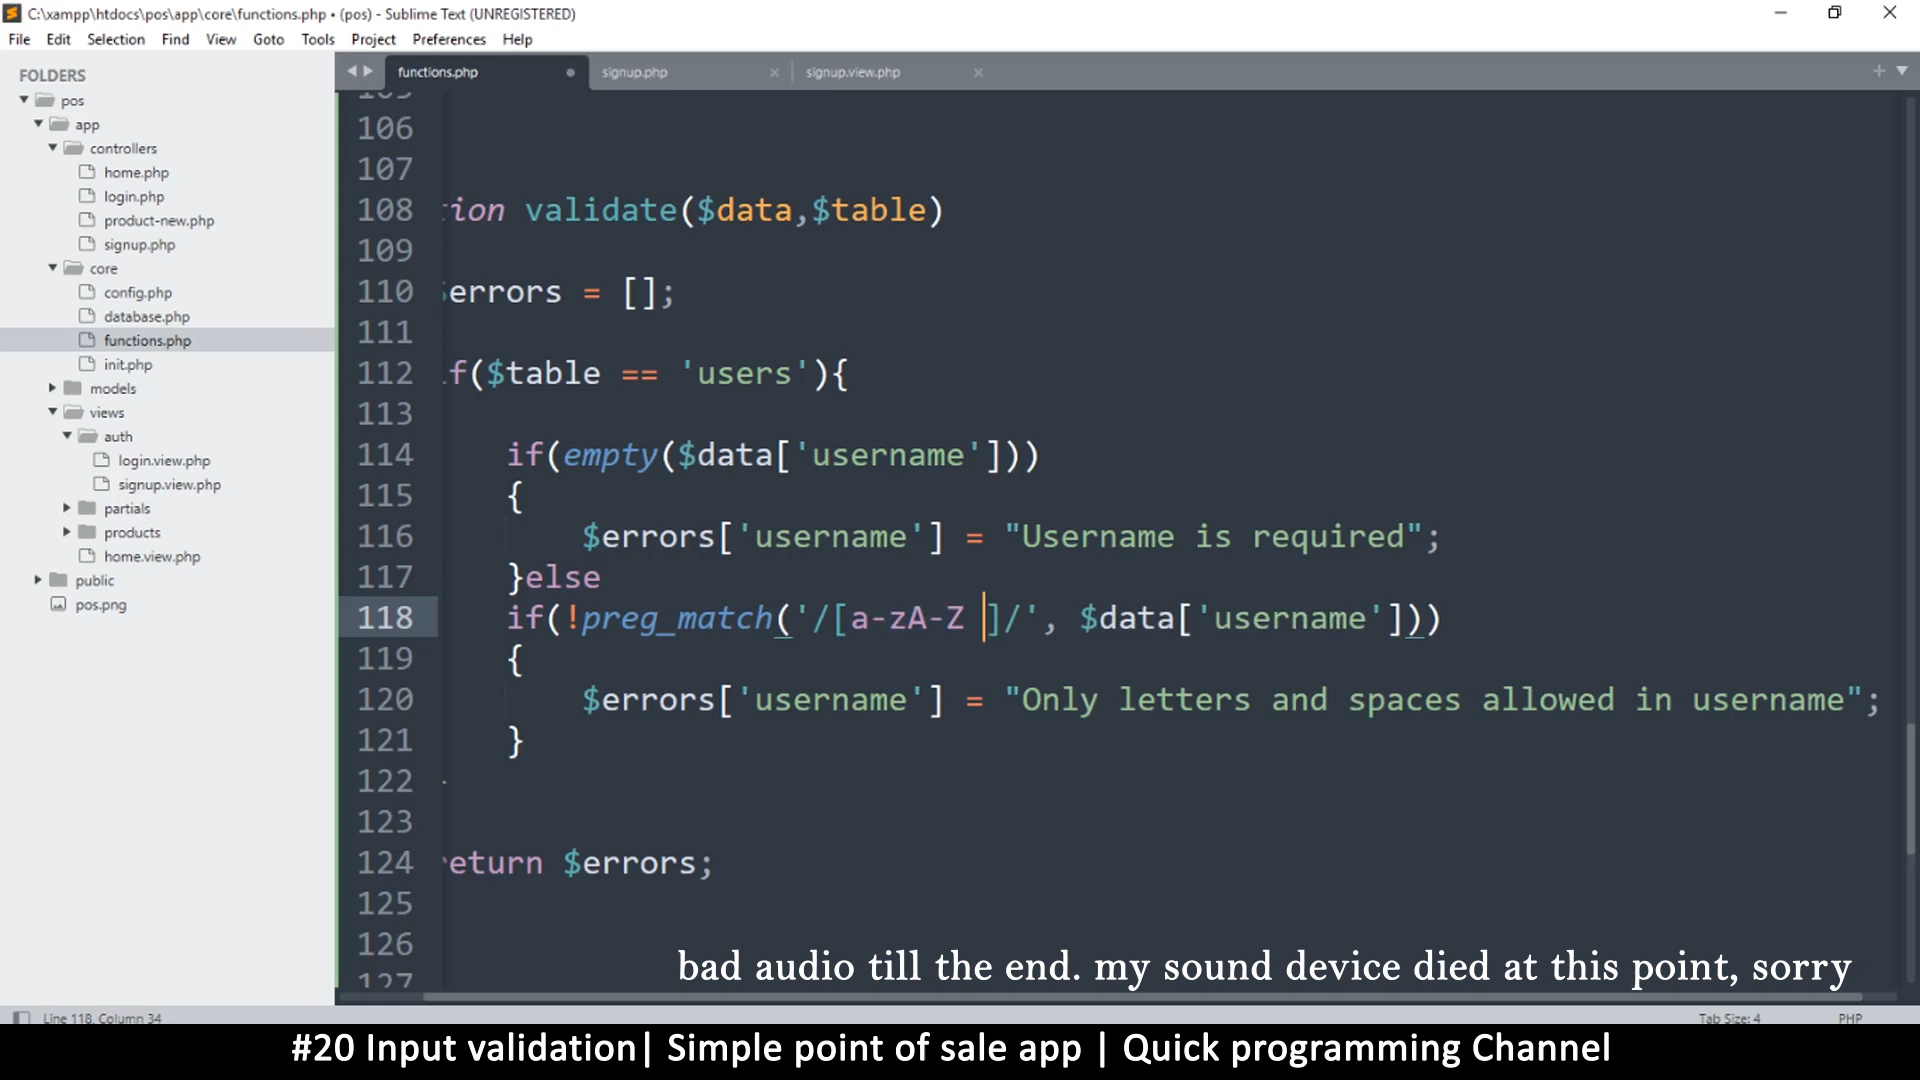 C:\xampp\htdocs\pos\app\core\functions.php • (pos) - Sublime Text (UNREGISTERED)
File Edit Selection Find View Goto Tools Project Preferences Help
FOLDERS
pos
app
controllers
home.php
login.php
product-new.php
signup.php
core
config.php
database.php
functions.php
init.php
models
views
auth
login.view.php
signup.view.php
partials
products
home.view.php
public
pos.png
functions.php signup.php signup.view.php
105
106
107
108 tion validate($data,$table)
109
110 $errors = [];
111
112 if($table == 'users'){
113
114 if(empty($data['username']))
115 {
116 $errors['username'] = "Username is required";
117 }else
118 if(!preg_match('/[a-zA-Z ]/', $data['username']))
119 {
120 $errors['username'] = "Only letters and spaces allowed in username";
121 }
122
123
124 return $errors;
125
126
127
bad audio till the end. my sound device died at this point, sorry
Line 118, Column 34 Tab Size: 4 PHP
#20 Input validation| Simple point of sale app | Quick programming Channel